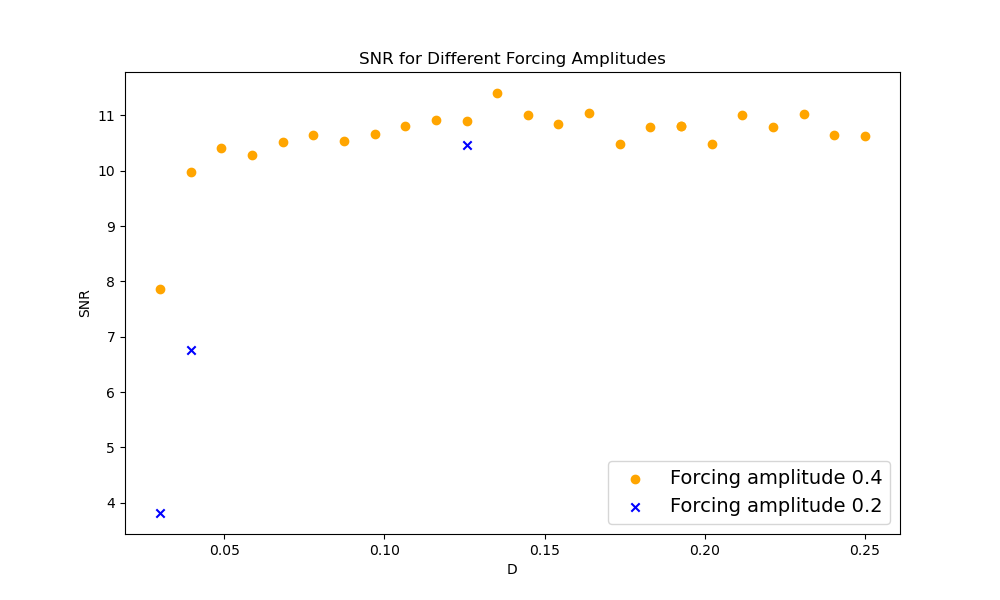 SNR for Different Forcing Amplitudes
SNR
11
10
9
8
7
6
5
4
Forcing amplitude 0.4
Forcing amplitude 0.2
0.05 0.10 0.15 0.20 0.25
D